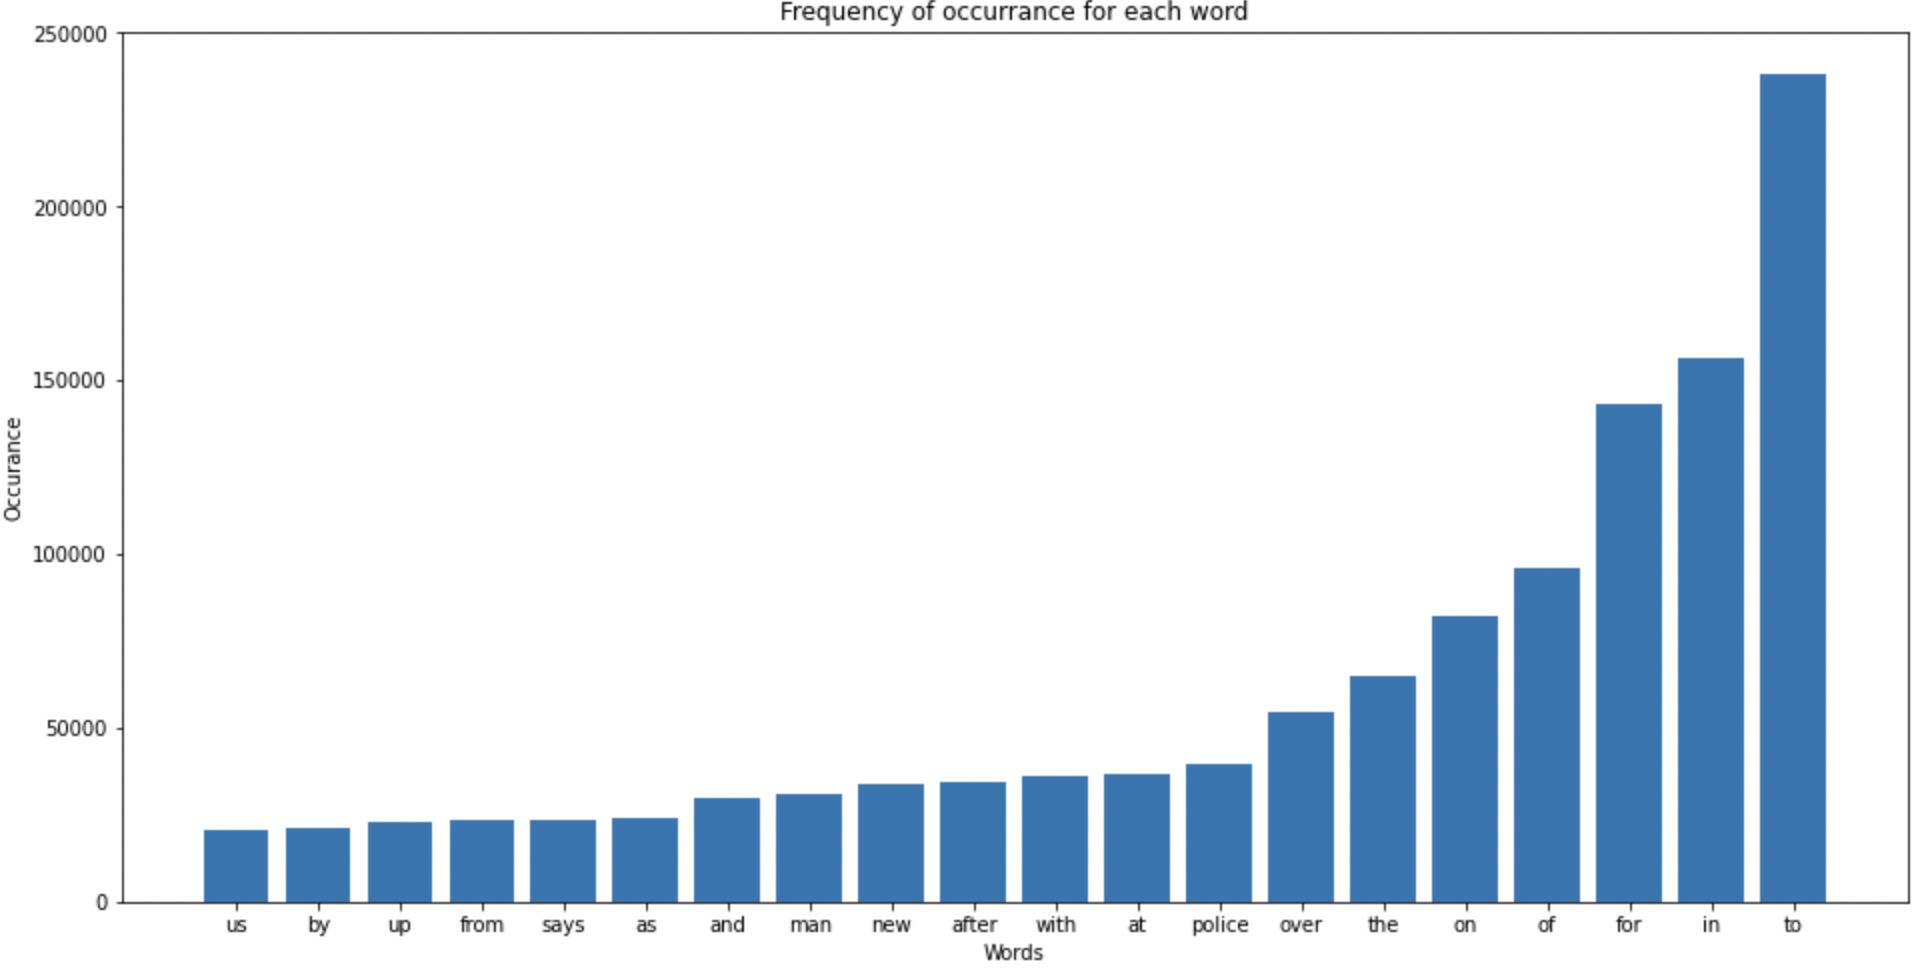 Frequency of occurrance for each word
250000
200000
150000
100000
50000
0
Occurance
us by up from says as and man new after with at police over the on of for in to
Words